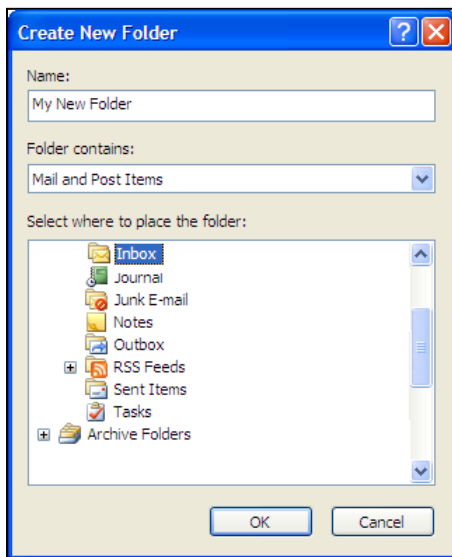 Create New Folder
Name:
My New Folder
Folder contains:
Mail and Post Items
Select where to place the folder:
Inbox
Journal
Junk E-mail
Notes
Outbox
RSS Feeds
Sent Items
Tasks
Archive Folders
OK Cancel